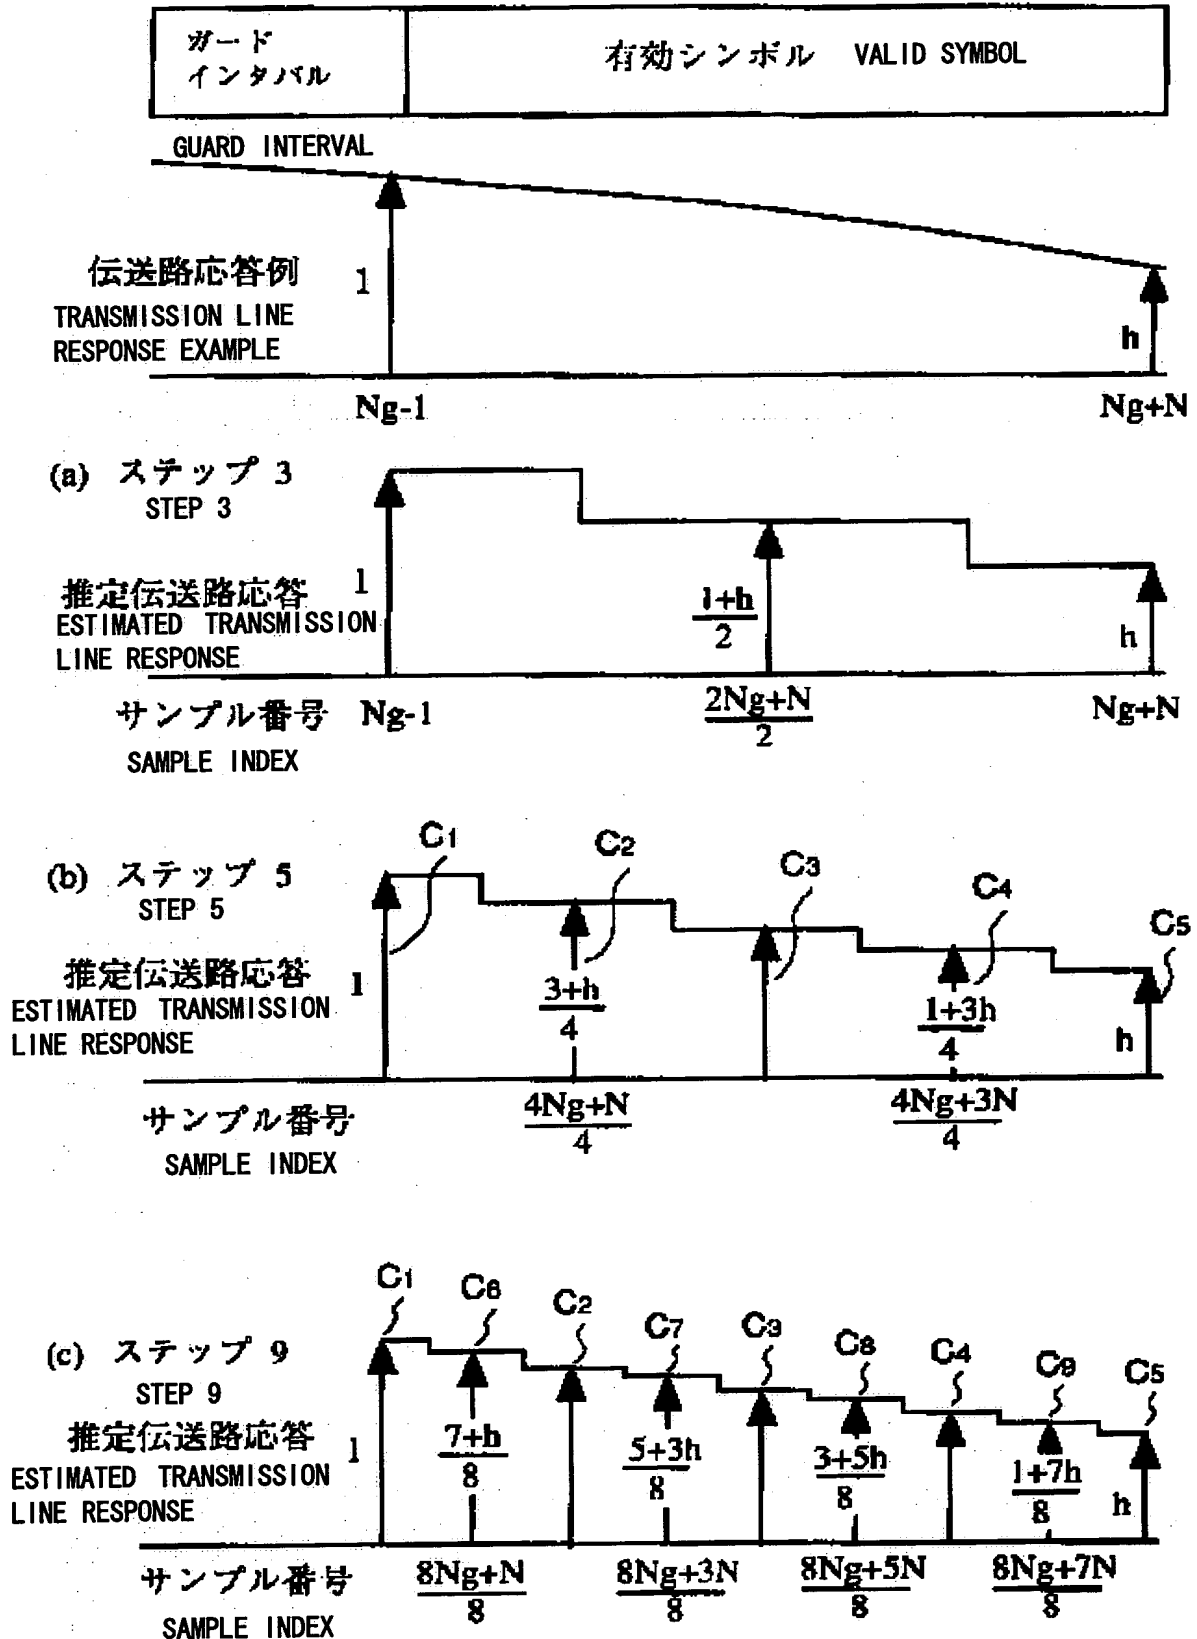 ガード
インタバル
有効シンボル VALID SYMBOL
GUARD INTERVAL
伝送路応答例
1
TRANSMISSION LINE
RESPONSE EXAMPLE
h
Ng-1
Ng+N
(a) ステップ 3
STEP 3
推定伝送路応答
1
ESTIMATED TRANSMISSION
LINE RESPONSE
1+h
2
h
サンプル番号
SAMPLE INDEX
Ng-1
2Ng+N
2
Ng+N
(b) ステップ 5
STEP 5
C1
C2
C3
C4
C5
推定伝送路応答
1
ESTIMATED TRANSMISSION
LINE RESPONSE
3+h
4
1+3h
4
h
サンプル番号
SAMPLE INDEX
4Ng+N
4
4Ng+3N
4
(c) ステップ 9
STEP 9
C1
C6
C2
C7
C3
C8
C4
C9
C5
推定伝送路応答
1
ESTIMATED TRANSMISSION
LINE RESPONSE
7+h
8
5+3h
8
3+5h
8
1+7h
8
h
サンプル番号
SAMPLE INDEX
8Ng+N
8
8Ng+3N
8
8Ng+5N
8
8Ng+7N
8